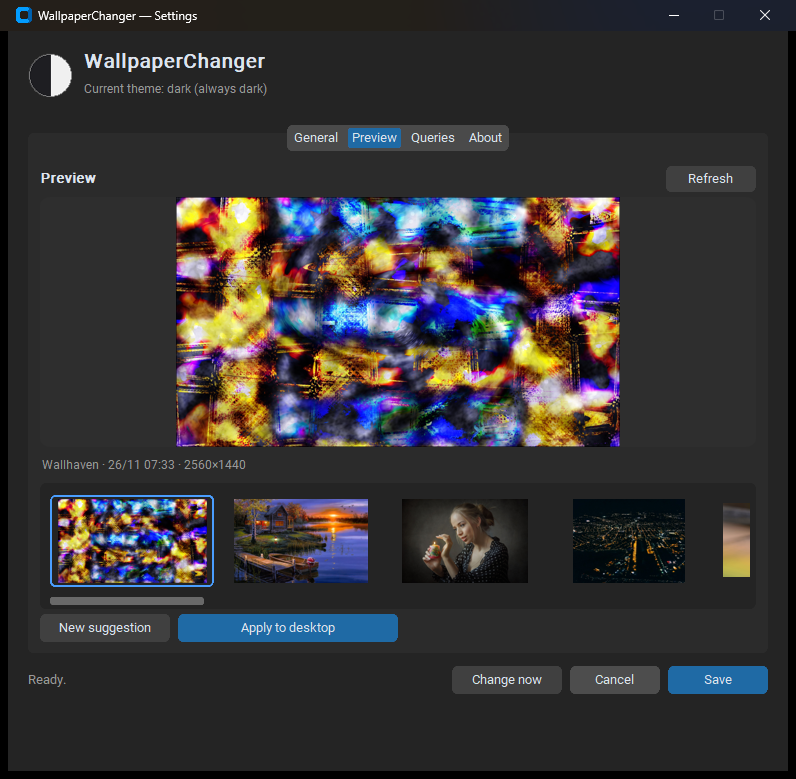 WallpaperChanger — Settings
WallpaperChanger
Current theme: dark (always dark)
General Preview Queries About
Preview Refresh
Wallhaven · 26/11 07:33 · 2560×1440
New suggestion Apply to desktop
Ready. Change now Cancel Save